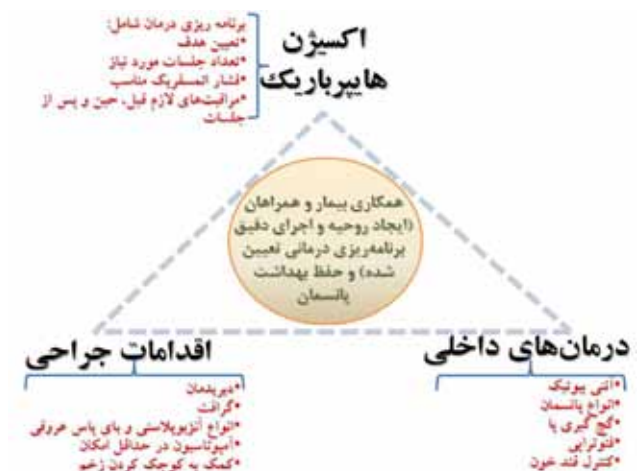 اکسیژن
هایپرباریک
برنامه ریزی درمان شامل:
•تعیین هدف
•تعداد جلسات مورد نیاز
•فشار اتمسفریک مناسب
•مراقبت‌های لازم قبل، حین و پس از
جلسات
همکاری بیمار و همراهان
(ایجاد روحیه و اجرای دقیق
برنامه‌ریزی درمانی تعیین
شده) و حفظ بهداشت
پانسمان
درمان‌های داخلی
•آنتی بیوتیک
•انواع پانسمان
•گچ گیری پا
•فتوتراپی
•کنترل قند خون
اقدامات جراحی
•دبریدمان
•گرافت
•انواع آنژیوپلاستی و بای پاس عروقی
•آمپوتاسیون در حداقل امکان
•کمک به کوچک کردن زخم